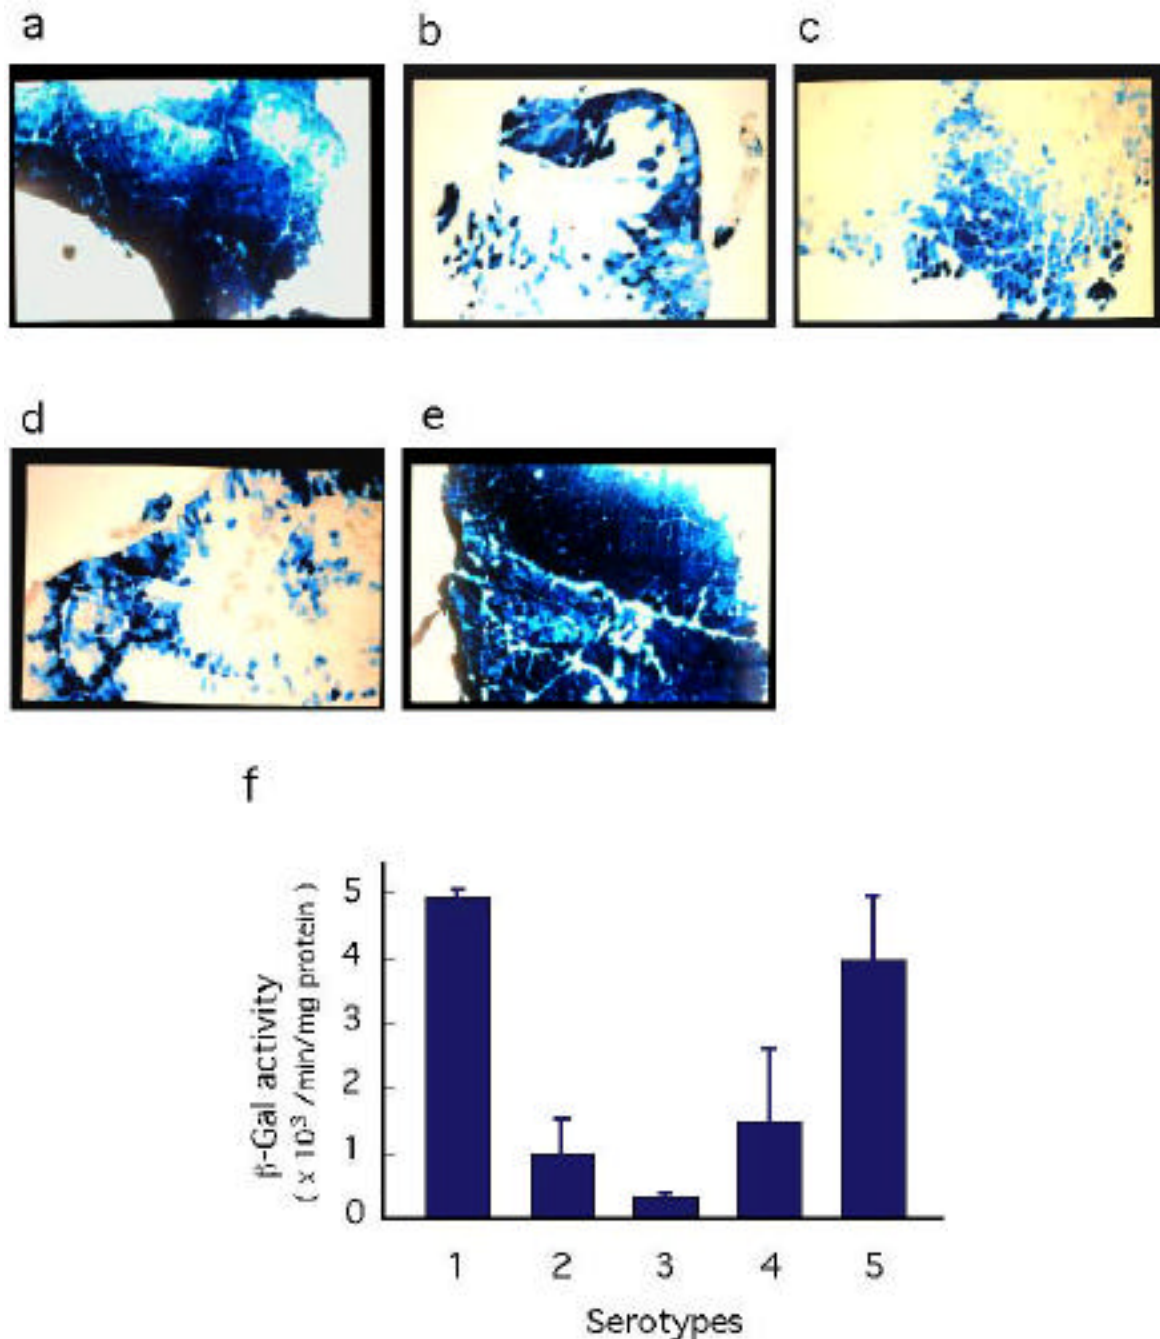 a
b
c
d
e
f
β-Gal activity
( x 10³ /min/mg protein )
5
4
3
2
1
0
1 2 3 4 5
Serotypes